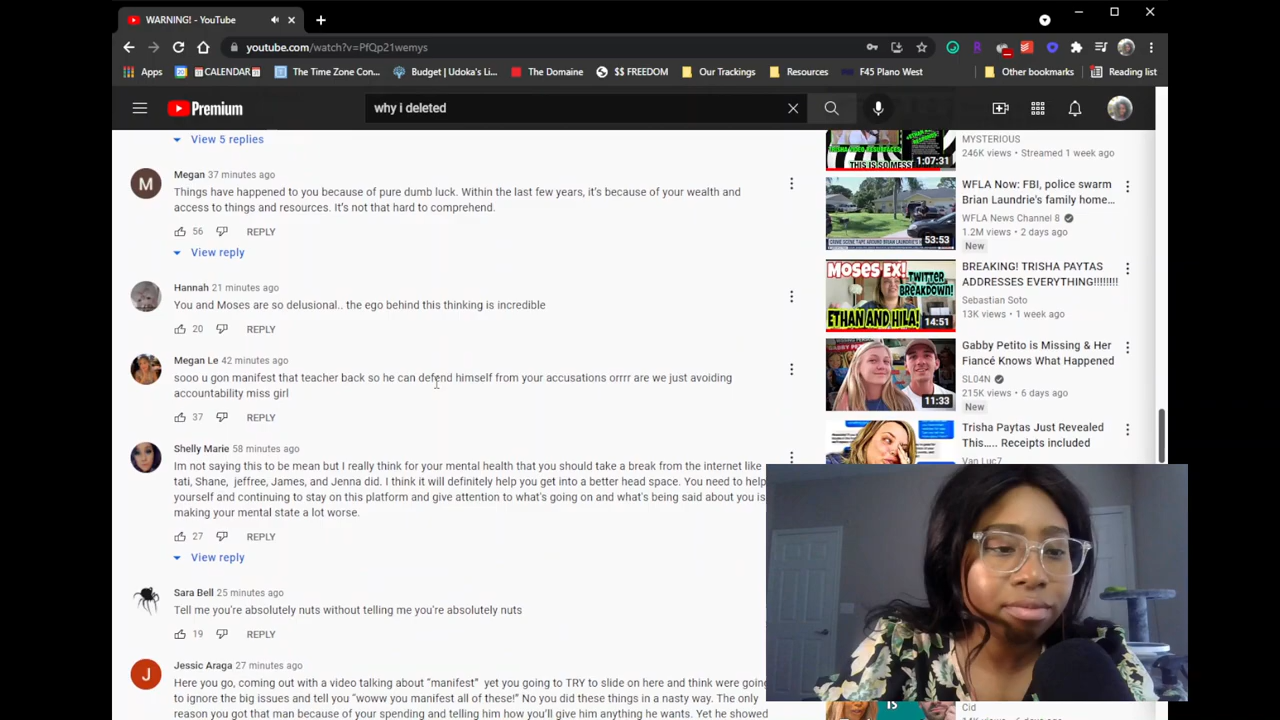 WARNING! - YouTube
youtube.com/watch?v=PfQp21wemys
Apps
CALENDAR
The Time Zone Con...
Budget | Udoka's Li...
The Domaine
$$ FREEDOM
Our Trackings
Resources
F45 Plano West
Other bookmarks
Reading list
Premium
why i deleted
View 5 replies
Megan 37 minutes ago
Things have happened to you because of pure dumb luck. Within the last few years, it's because of your wealth and
access to things and resources. It's not that hard to comprehend.
56 REPLY
View reply
Hannah 21 minutes ago
You and Moses are so delusional.. the ego behind this thinking is incredible
20 REPLY
M
Megan Le 42 minutes ago
sooo u gon manifest that teacher back so he can defend himself from your accusations orrrr are we just avoiding
accountability miss girl
37 REPLY
Shelly Marie 58 minutes ago
Im not saying this to be mean but I really think for your mental health that you should take a break from the internet like
tati, Shane, jeffree, James, and Jenna did. I think it will definitely help you get into a better head space. You need to help
yourself and continuing to stay on this platform and give attention to what's going on and what's being said about you is
making your mental state a lot worse.
27 REPLY
View reply
Sara Bell 25 minutes ago
Tell me you're absolutely nuts without telling me you're absolutely nuts
19 REPLY
J
Jessic Araga 27 minutes ago
Here you go, coming out with a video talking about “manifest” yet you going to TRY to slide on here and think were going
to ignore the big issues and tell you “woww you manifest all of these!” No you did these things in a nasty way. The only
reason you got that man because of your spending and telling him how you'll give him anything he wants. Yet he showed
THIS IS SO MESSY
1:07:31
MYSTERIOUS
246K views • Streamed 1 week ago
CRIME SCENE TAPE AROUND BRIAN LAUNDRIE'S
53:53
WFLA Now: FBI, police swarm
Brian Laundrie's family home...
WFLA News Channel 8
1.2M views • 2 days ago
New
MOSES EX!
TWITTER
BREAKDOWN!
ETHAN AND HILA!
14:51
BREAKING! TRISHA PAYTAS
ADDRESSES EVERYTHING!!!!!!!!
Sebastian Soto
13K views • 1 week ago
11:33
Gabby Petito is Missing & Her
Fiancé Knows What Happened
SL04N
215K views • 6 days ago
New
Trisha Paytas Just Revealed
This..... Receipts included
Van Luc7
IS
Cid